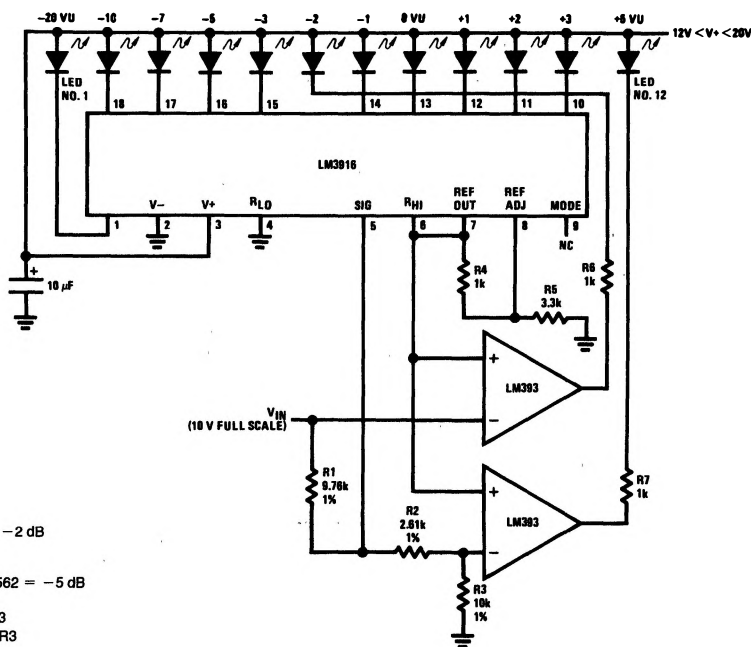 -20 VU -10 -7 -5 -3 -2 -1 0 VU +1 +2 +3 +5 VU
12V <V+ <20V
LED NO. 1
LED NO. 12
18 17 16 15 14 13 12 11 10
LM3916
V- V+ RLO SIG RHI REF OUT REF ADJ MODE
1 2 3 4 5 6 7 8 9
NC
+
10 μF
R4
1k
R5
3.3k
R6
1k
+
LM393
-
VIN
(10 V FULL SCALE)
R1
9.76k
1%
+
LM393
-
R7
1k
R2
2.61k
1%
R3
10k
1%
-2 dB
562 = -5 dB
3
R3